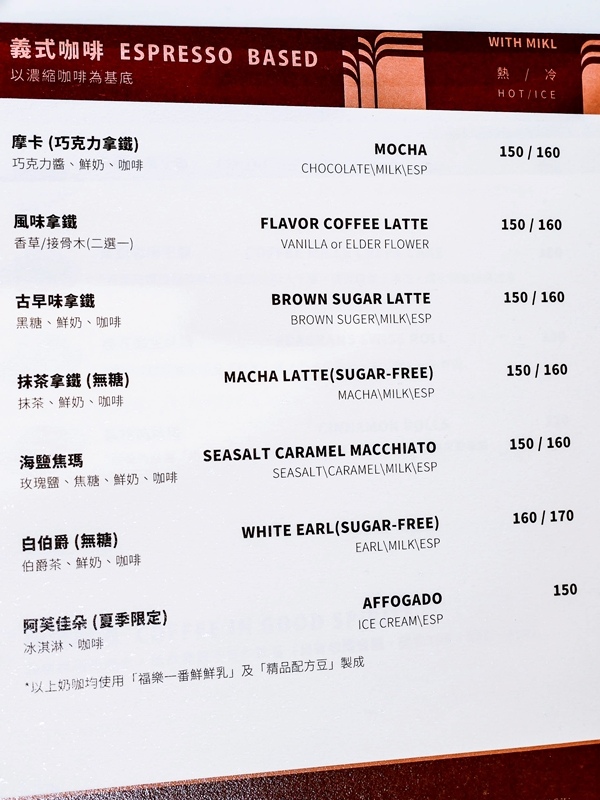 義式咖啡 ESPRESSO BASED
以濃縮咖啡為基底
WITH MIKL
熱 / 冷
HOT/ICE
摩卡 (巧克力拿鐵) MOCHA 150 / 160
巧克力醬、鮮奶、咖啡 CHOCOLATE\MILK\ESP
風味拿鐵 FLAVOR COFFEE LATTE 150 / 160
香草/接骨木(二選一) VANILLA or ELDER FLOWER
古早味拿鐵 BROWN SUGAR LATTE 150 / 160
黑糖、鮮奶、咖啡 BROWN SUGER\MILK\ESP
抹茶拿鐵 (無糖) MACHA LATTE(SUGAR-FREE) 150 / 160
抹茶、鮮奶、咖啡 MACHA\MILK\ESP
海鹽焦瑪 SEASALT CARAMEL MACCHIATO 150 / 160
玫瑰鹽、焦糖、鮮奶、咖啡 SEASALT\CARAMEL\MILK\ESP
白伯爵 (無糖) WHITE EARL(SUGAR-FREE) 160 / 170
伯爵茶、鮮奶、咖啡 EARL\MILK\ESP
阿芙佳朵 (夏季限定) AFFOGADO 150
冰淇淋、咖啡 ICE CREAM\ESP
*以上奶咖均使用「福樂一番鮮鮮乳」及「精品配方豆」製成